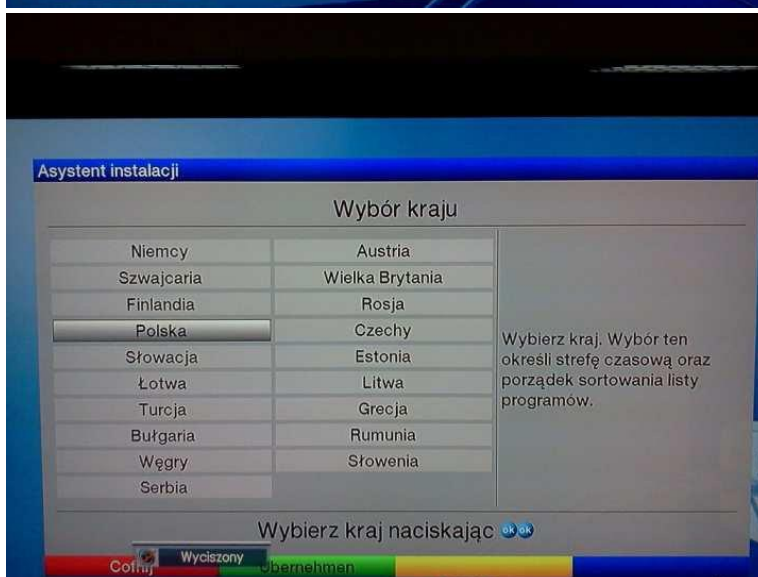 Asystent instalacji
Wybór kraju
Niemcy Austria
Szwajcaria Wielka Brytania
Finlandia Rosja
Polska Czechy
Słowacja Estonia
Łotwa Litwa
Turcja Grecja
Bułgaria Rumunia
Węgry Słowenia
Serbia
Wybierz kraj. Wybór ten
określi strefę czasową oraz
porządek sortowania listy
programów.
Wybierz kraj naciskając ok ok
Wyciszony
Cofnij Übernehmen